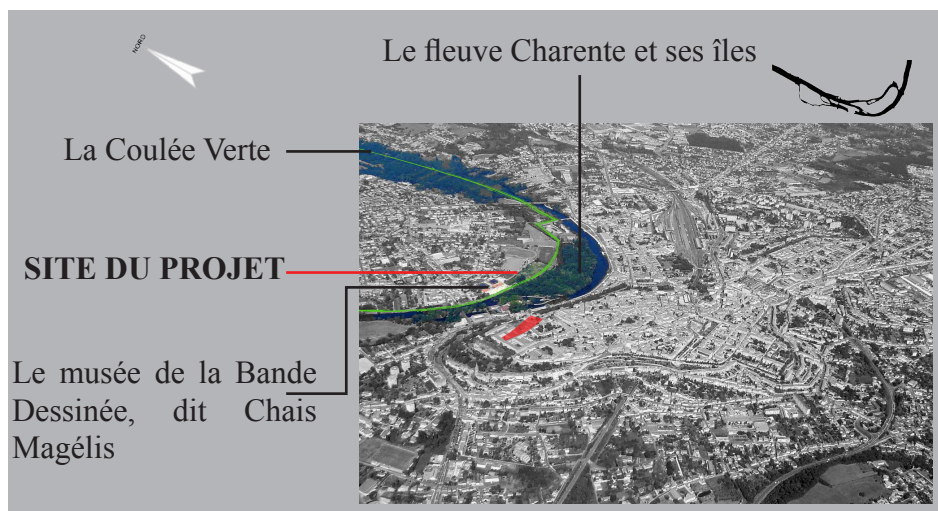 NORD
Le fleuve Charente et ses îles
La Coulée Verte
SITE DU PROJET
Le musée de la Bande
Dessinée, dit Chais
Magélis